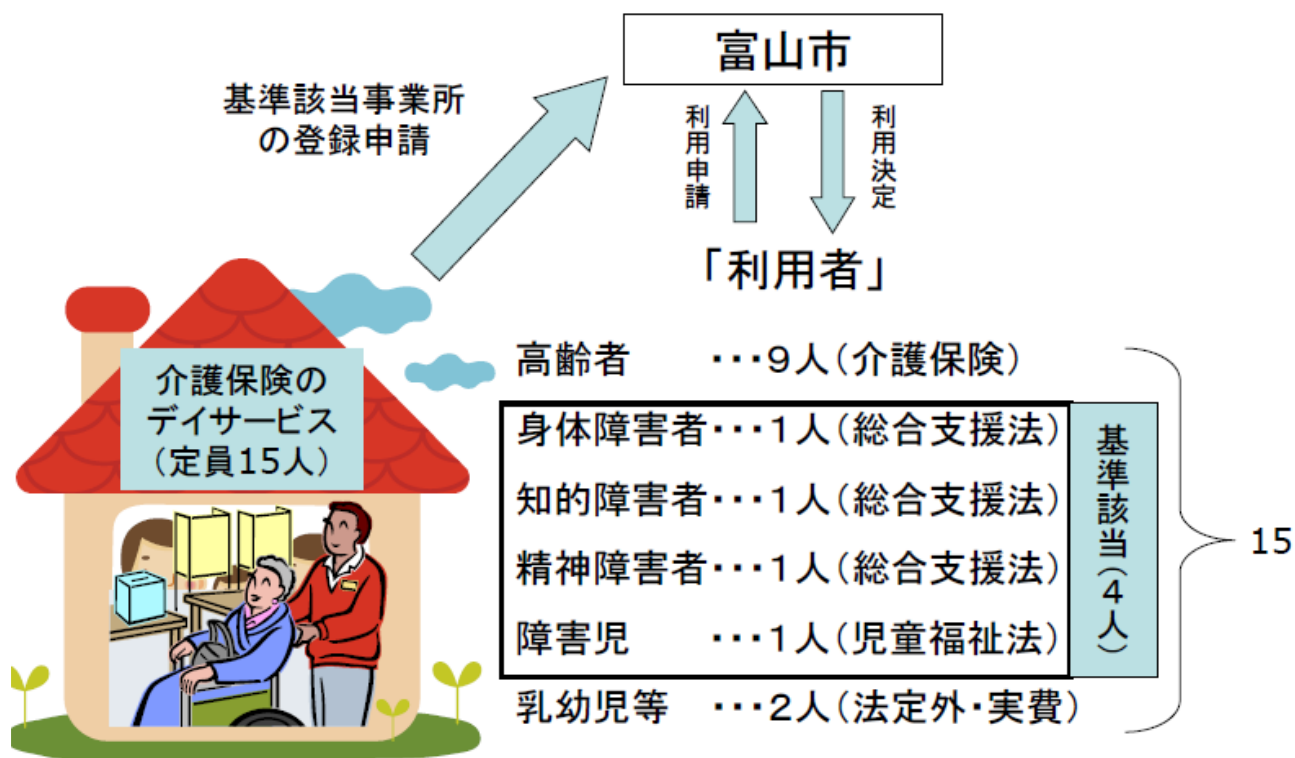 富山市
基準該当事業所
の登録申請
利用申請
利用決定
「利用者」
介護保険の
デイサービス
（定員15人）
高齢者　　・・・９人（介護保険）
身体障害者・・・１人（総合支援法）
知的障害者・・・１人（総合支援法）
精神障害者・・・１人（総合支援法）
障害児　　・・・１人（児童福祉法）
乳幼児等　・・・２人（法定外・実費）
基準該当（４人）
15